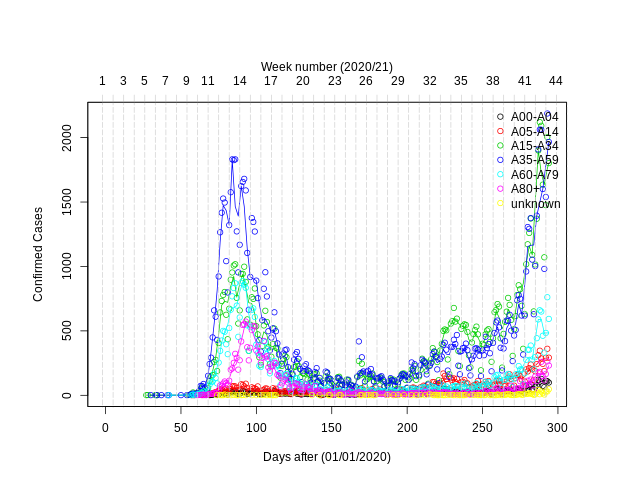 Week number (2020/21)
1 3 5 7 9 11 14 17 20 23 26 29 32 35 38 41 44
A00-A04
A05-A14
A15-A34
A35-A59
A60-A79
A80+
unknown
Confirmed Cases
2000
1500
1000
500
0
0 50 100 150 200 250 300
Days after (01/01/2020)